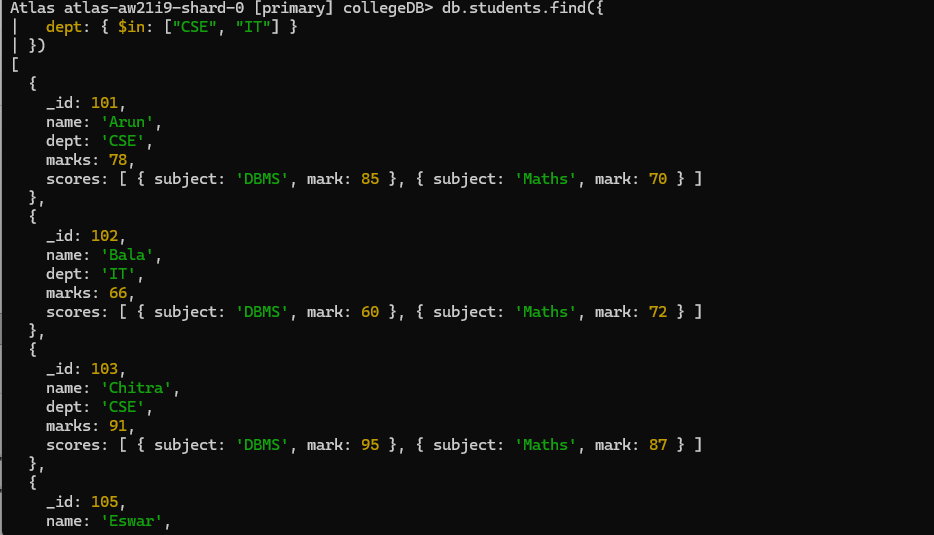 Atlas atlas-aw21i9-shard-0 [primary] collegeDB> db.students.find({
|   dept: { $in: ["CSE", "IT"] }
| })
[
  {
    _id: 101,
    name: 'Arun',
    dept: 'CSE',
    marks: 78,
    scores: [ { subject: 'DBMS', mark: 85 }, { subject: 'Maths', mark: 70 } ]
  },
  {
    _id: 102,
    name: 'Bala',
    dept: 'IT',
    marks: 66,
    scores: [ { subject: 'DBMS', mark: 60 }, { subject: 'Maths', mark: 72 } ]
  },
  {
    _id: 103,
    name: 'Chitra',
    dept: 'CSE',
    marks: 91,
    scores: [ { subject: 'DBMS', mark: 95 }, { subject: 'Maths', mark: 87 } ]
  },
  {
    _id: 105,
    name: 'Eswar',